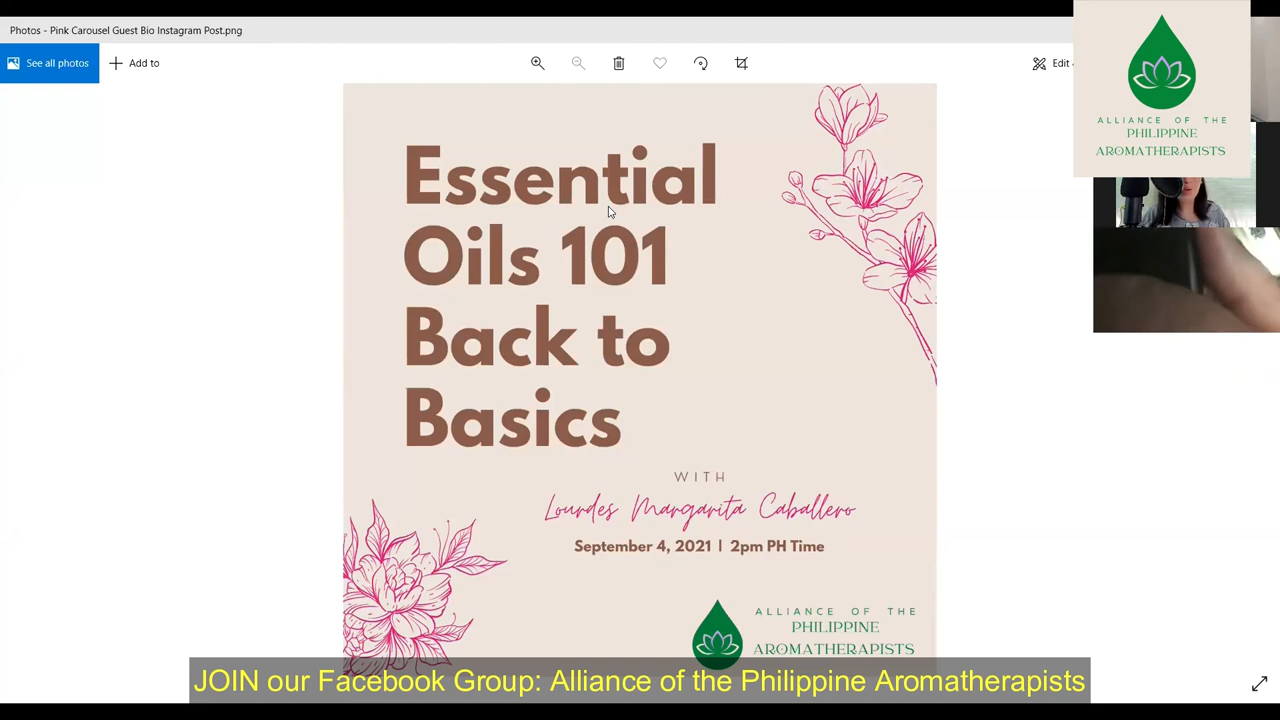 Photos - Pink Carousel Guest Bio Instagram Post.png
See all photos
Add to
Edit
ALLIANCE OF THE
PHILIPPINE
AROMATHERAPISTS
Essential
Oils 101
Back to
Basics
WITH
Lourdes Margarita Caballero
September 4, 2021 | 2pm PH Time
ALLIANCE OF THE
PHILIPPINE
AROMATHERAPISTS
JOIN our Facebook Group: Alliance of the Philippine Aromatherapists